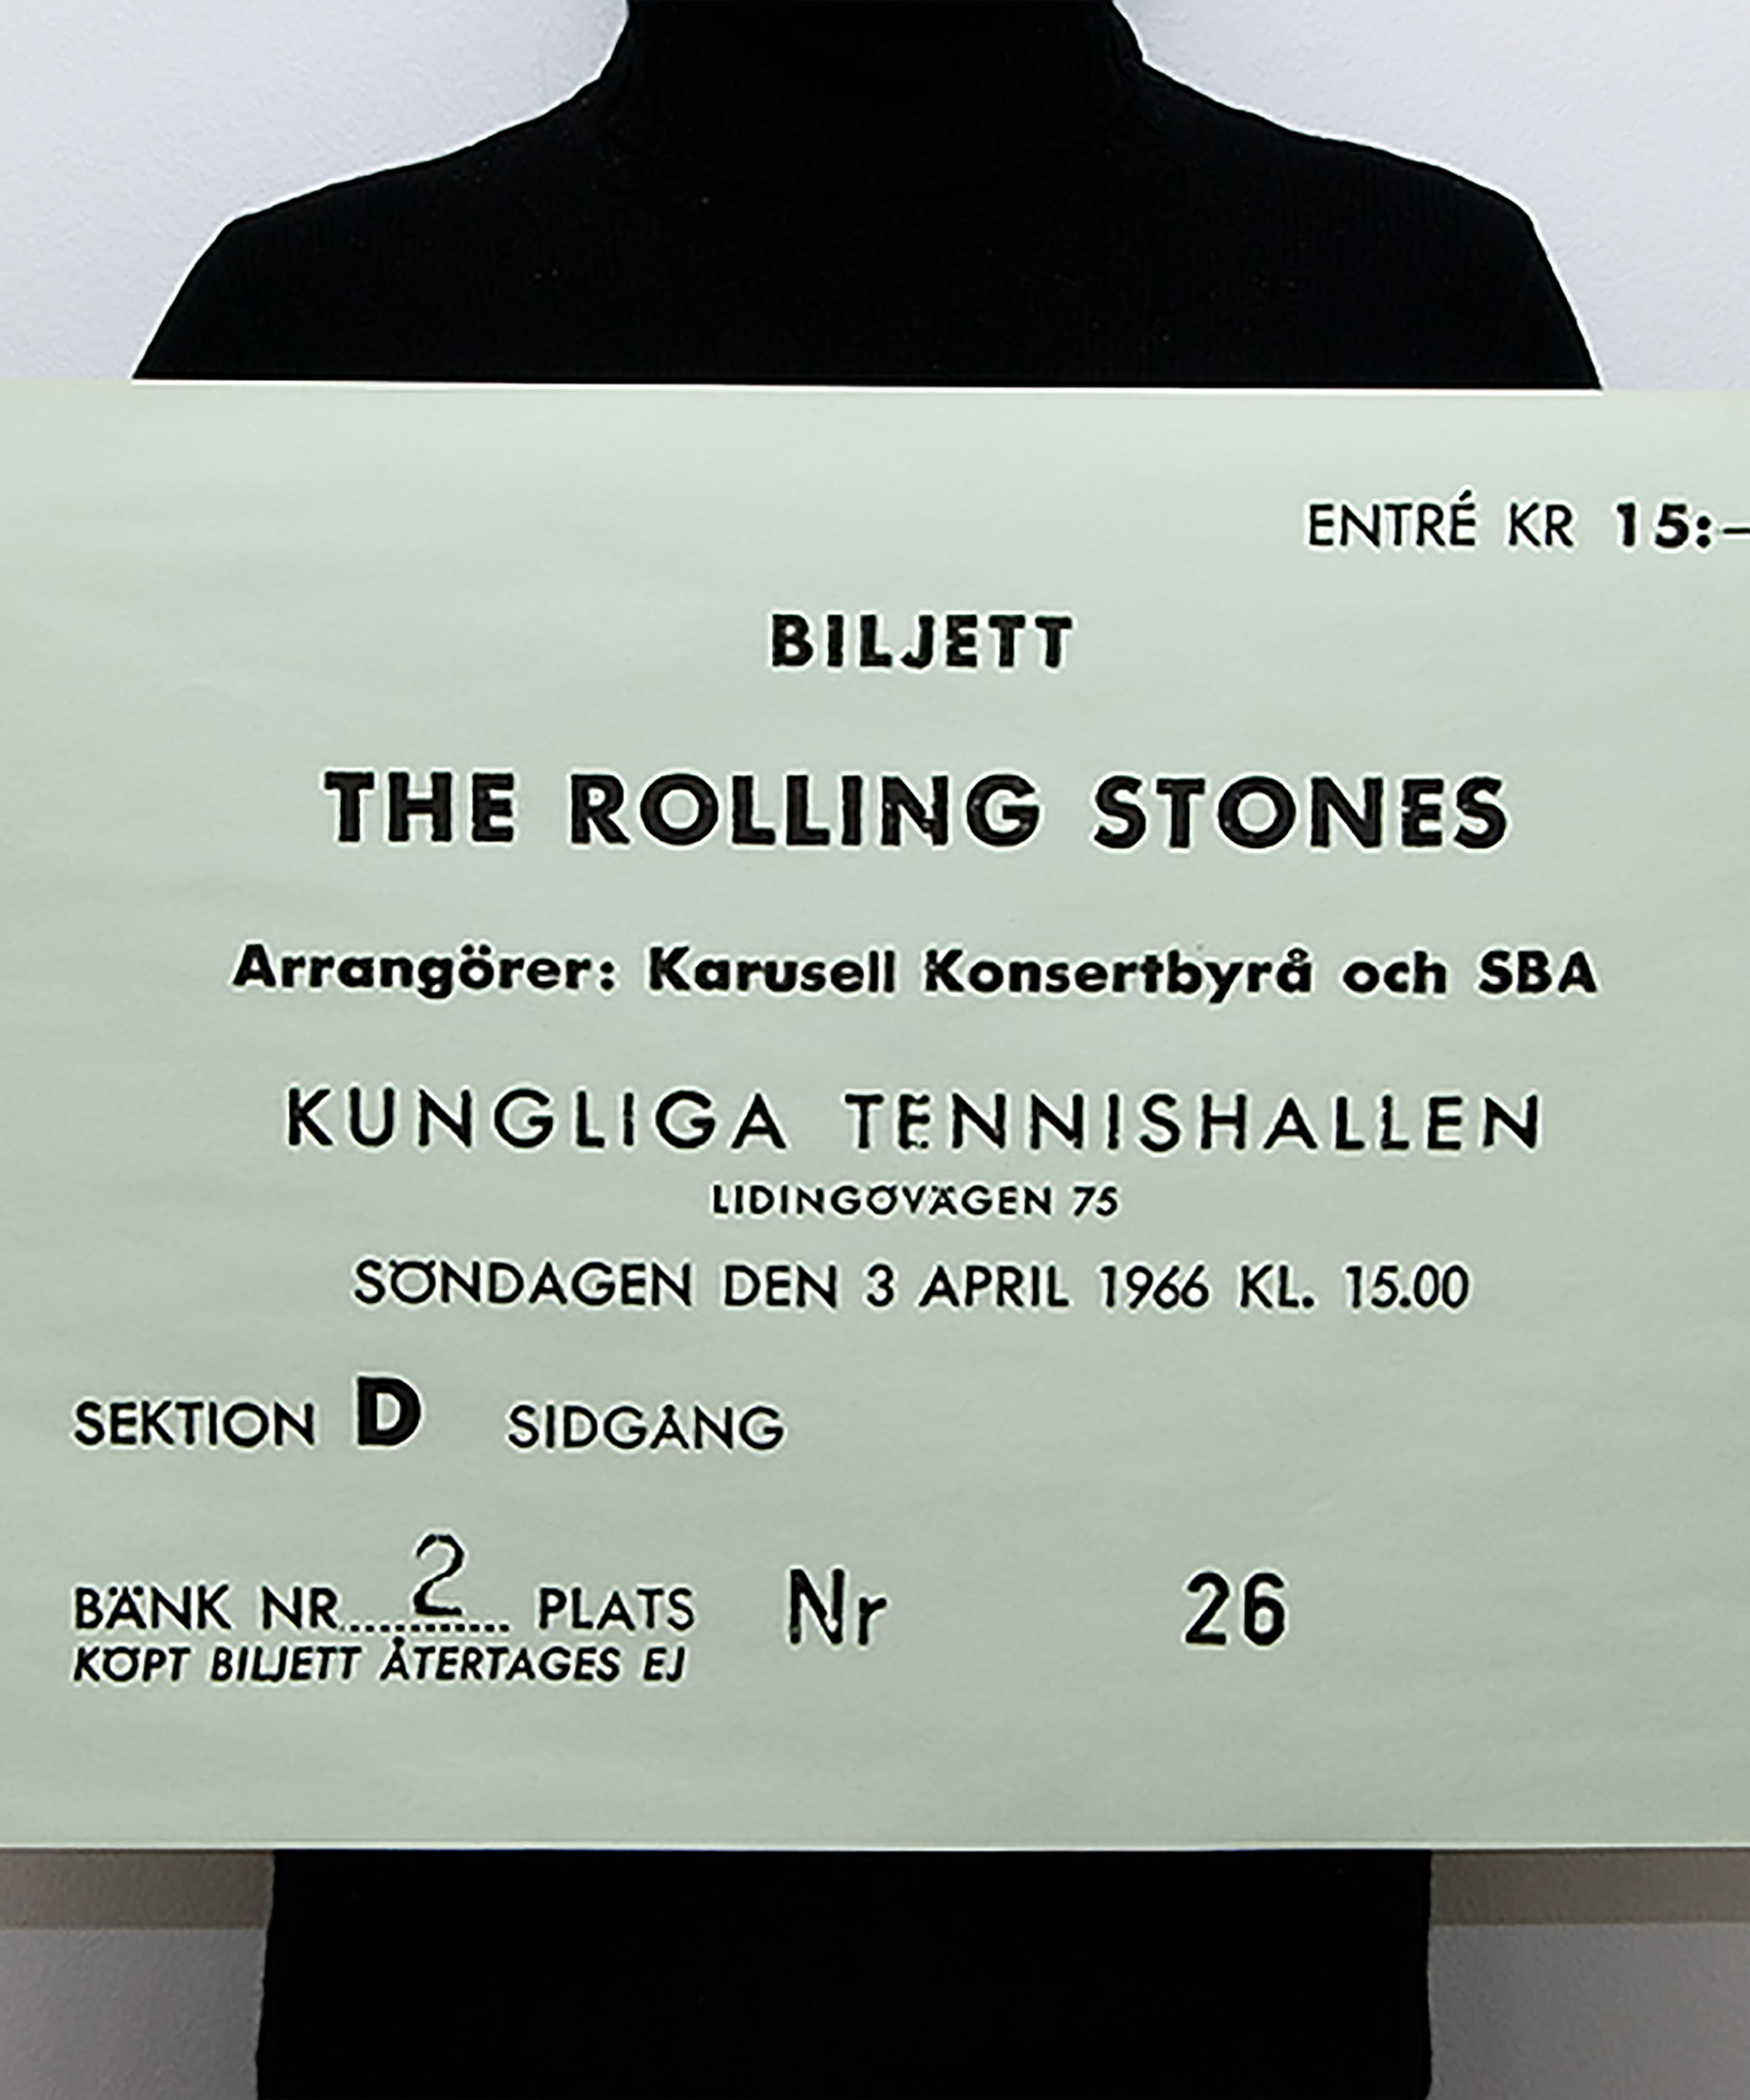 ENTRÉ KR 15:-
BILJETT
THE ROLLING STONES
Arrangörer: Karusell Konsertbyrå och SBA
KUNGLIGA TENNISHALLEN
LIDINGÖVÄGEN 75
SÖNDAGEN DEN 3 APRIL 1966 KL. 15.00
SEKTION D SIDGÅNG
BÄNK NR 2 PLATS Nr 26
KÖPT BILJETT ÅTERTAGES EJ